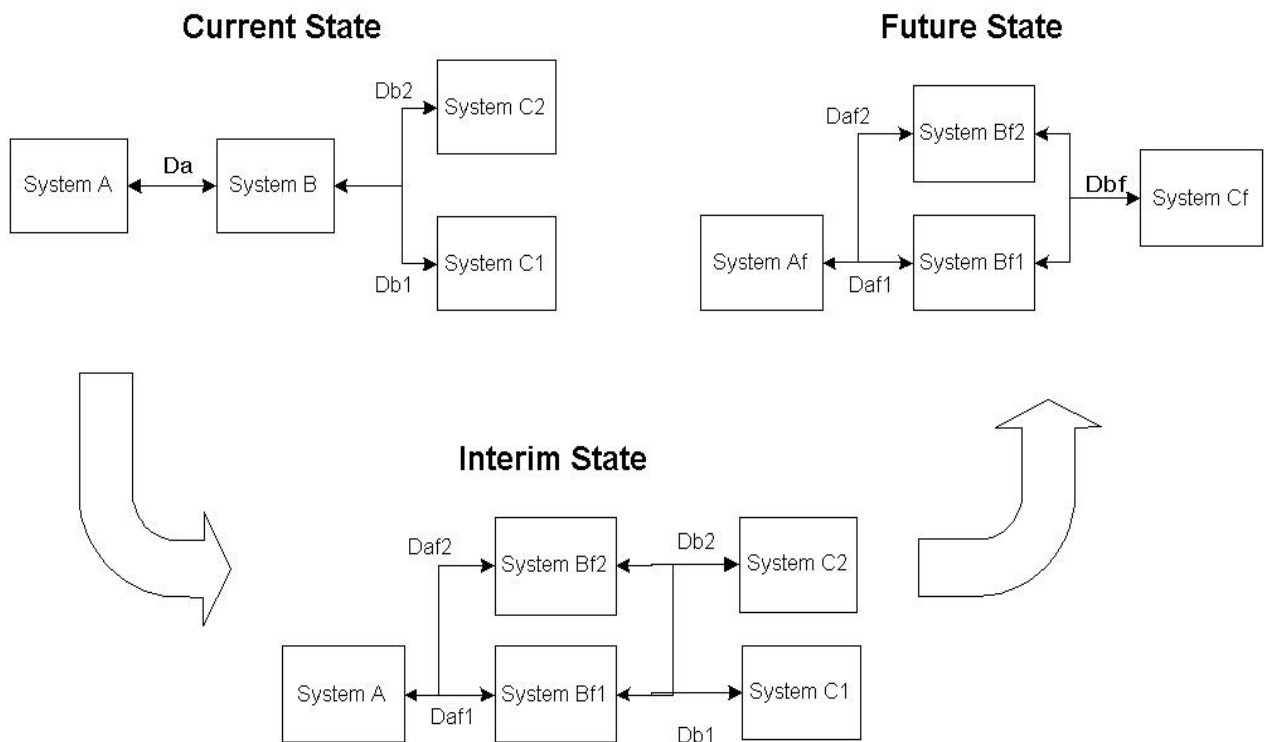 Current State
Db2
System C2
System A
Da
System B
System C1
Db1
Future State
Daf2
System Bf2
Dbf
System Cf
System Af
Daf1
System Bf1
Interim State
Daf2
System Bf2
Db2
System C2
System A
Daf1
System Bf1
Db1
System C1